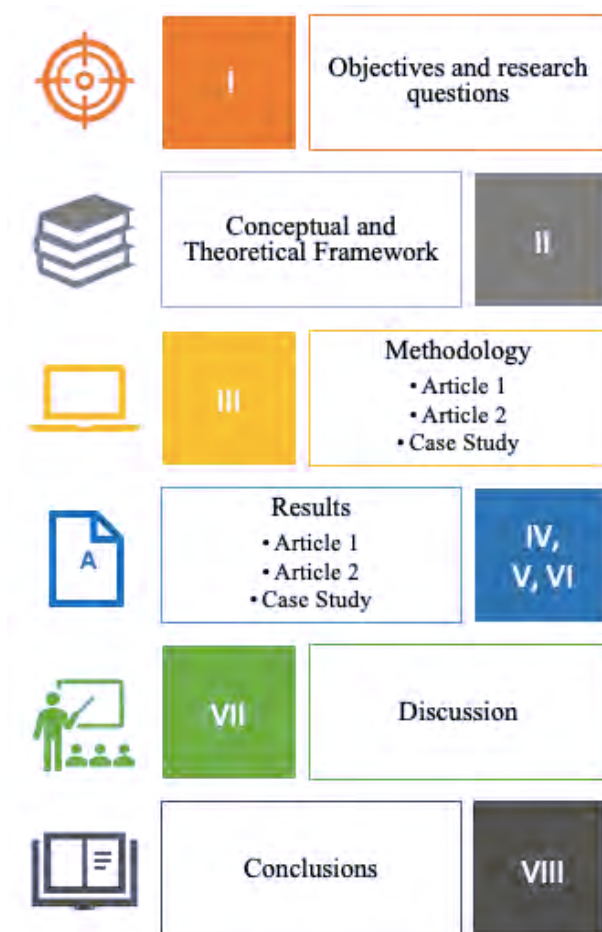 I
Objectives and research
questions
Conceptual and
Theoretical Framework
II
III
Methodology
• Article 1
• Article 2
• Case Study
Results
• Article 1
• Article 2
• Case Study
IV,
V, VI
A
VII
Discussion
Conclusions
VIII